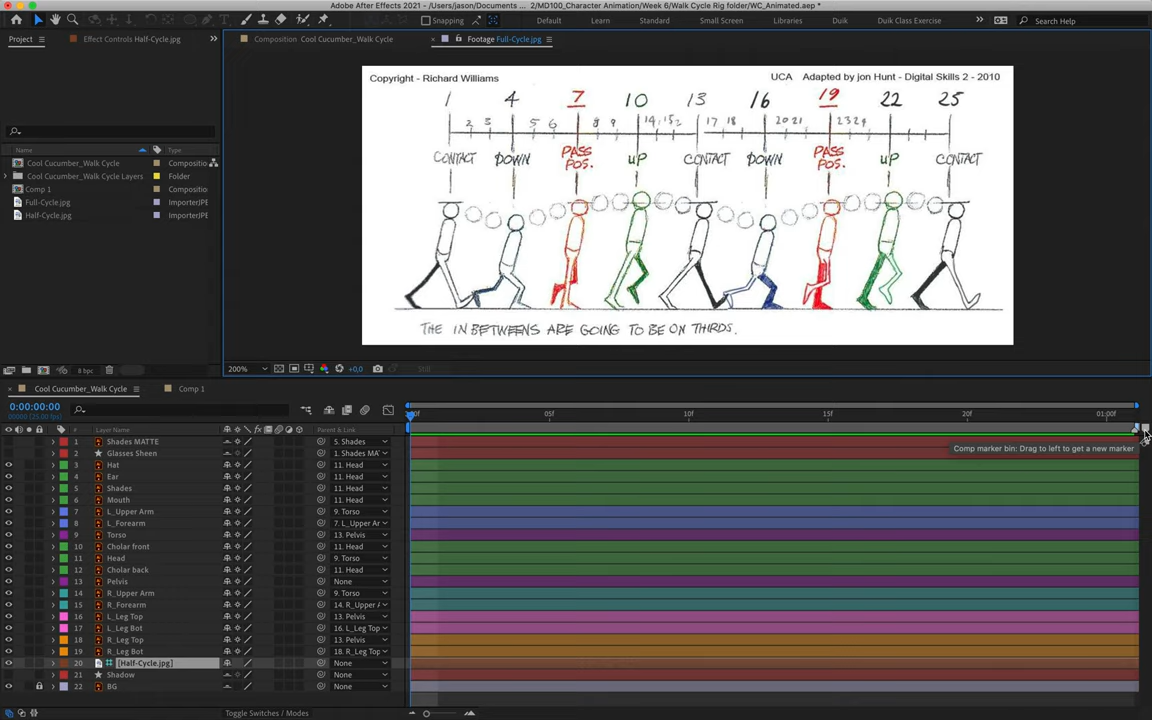 Adobe After Effects 2021 - /Users/jason/Documents ... 2/MD100_Character Animation/Week 6/Walk Cycle Rig folder/WC_Animated.aep *
Snapping
Default
Learn
Standard
Small Screen
Libraries
Duik
Duik Class Exercise
Search Help
Project
Effect Controls Half-Cycle.jpg
Composition Cool Cucumber_Walk Cycle
Footage Full-Cycle.jpg
Name
Type
Cool Cucumber_Walk Cycle
Compositio
Cool Cucumber_Walk Cycle Layers
Folder
Comp 1
Compositio
Full-Cycle.jpg
ImporterJPE
Half-Cycle.jpg
ImporterJPE
8 bpc
Copyright - Richard Williams
UCA Adapted by jon Hunt - Digital Skills 2 - 2010
1 4 7 10 13 16 19 22 25
2 3 5 6 8 9 14, 15, 2 17 18 20 21 23 24
CONTACT DOWN PASS POS. UP CONTACT DOWN PASS POS. UP CONTACT
THE INBETWEENS ARE GOING TO BE ON THIRDS.
200%
+0,0
Cool Cucumber_Walk Cycle
Comp 1
0:00:00:00
00000 (25.00 fps)
:00f
05f
10f
15f
20f
01:00f
Layer Name
Parent & Link
Comp marker bin: Drag to left to get a new marker
1 Shades MATTE 5. Shades
2 Glasses Sheen 1. Shades MA
3 Hat 11. Head
4 Ear 11. Head
5 Shades 11. Head
6 Mouth 11. Head
7 L_Upper Arm 9. Torso
8 L_Forearm 7. L_Upper Ar
9 Torso 13. Pelvis
10 Cholar front 11. Head
11 Head 9. Torso
12 Cholar back 11. Head
13 Pelvis None
14 R_Upper Arm 9. Torso
15 R_Forearm 14. R_Upper A
16 L_Leg Top 13. Pelvis
17 L_Leg Bot 16. L_Leg Top
18 R_Leg Top 13. Pelvis
19 R_Leg Bot 18. R_Leg Top
20 [Half-Cycle.jpg] None
21 Shadow None
22 BG None
Toggle Switches / Modes